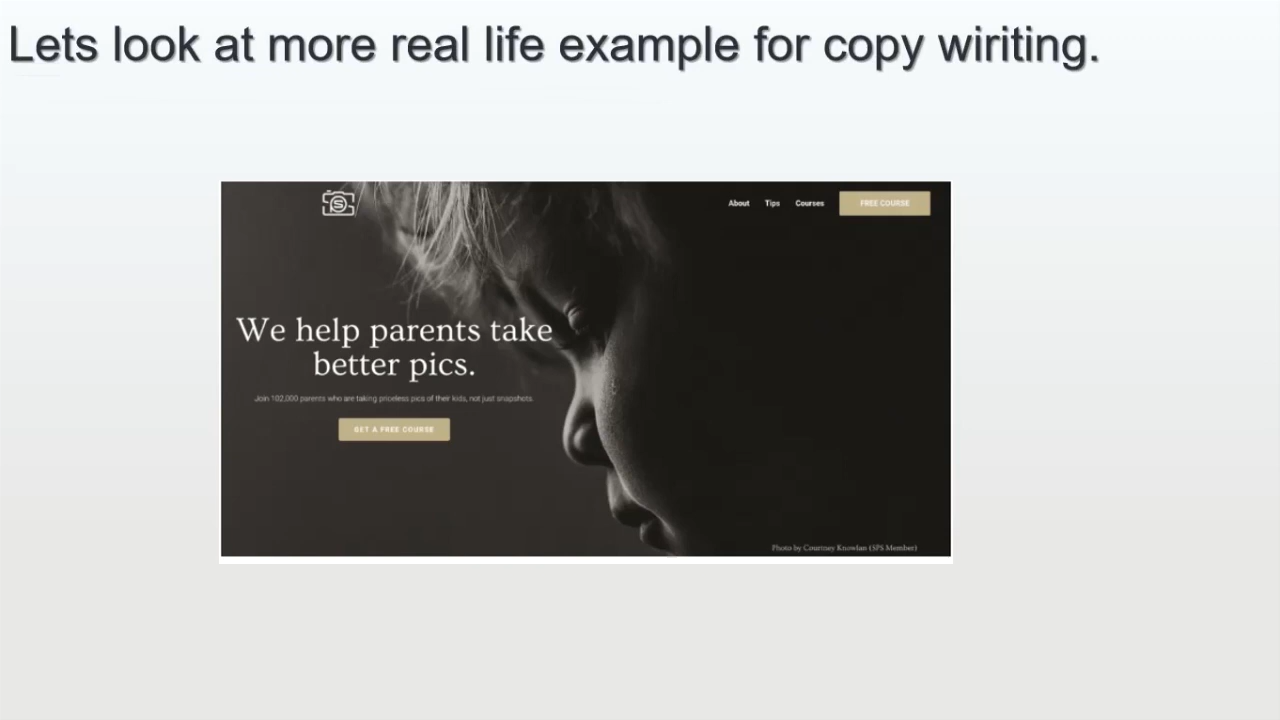 Lets look at more real life example for copy wiriting.
S
About Tips Courses FREE COURSE
We help parents take
better pics.
Join 102,000 parents who are taking priceless pics of their kids, not just snapshots.
GET A FREE COURSE
Photo by Courtney Knowlan (SPS Member)